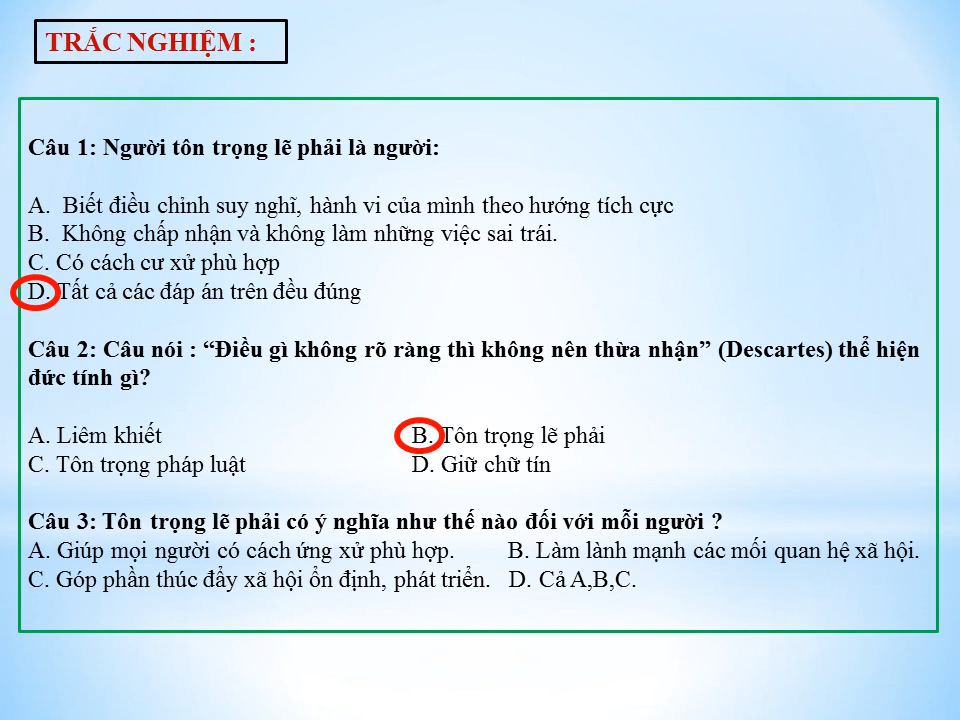 TRẮC NGHIỆM :
Câu 1: Người tôn trọng lẽ phải là người:
A. Biết điều chỉnh suy nghĩ, hành vi của mình theo hướng tích cực
B. Không chấp nhận và không làm những việc sai trái.
C. Có cách cư xử phù hợp
D. Tất cả các đáp án trên đều đúng
Câu 2: Câu nói : “Điều gì không rõ ràng thì không nên thừa nhận” (Descartes) thể hiện
đức tính gì?
A. Liêm khiết B. Tôn trọng lẽ phải
C. Tôn trọng pháp luật D. Giữ chữ tín
Câu 3: Tôn trọng lẽ phải có ý nghĩa như thế nào đối với mỗi người ?
A. Giúp mọi người có cách ứng xử phù hợp. B. Làm lành mạnh các mối quan hệ xã hội.
C. Góp phần thúc đẩy xã hội ổn định, phát triển. D. Cả A,B,C.